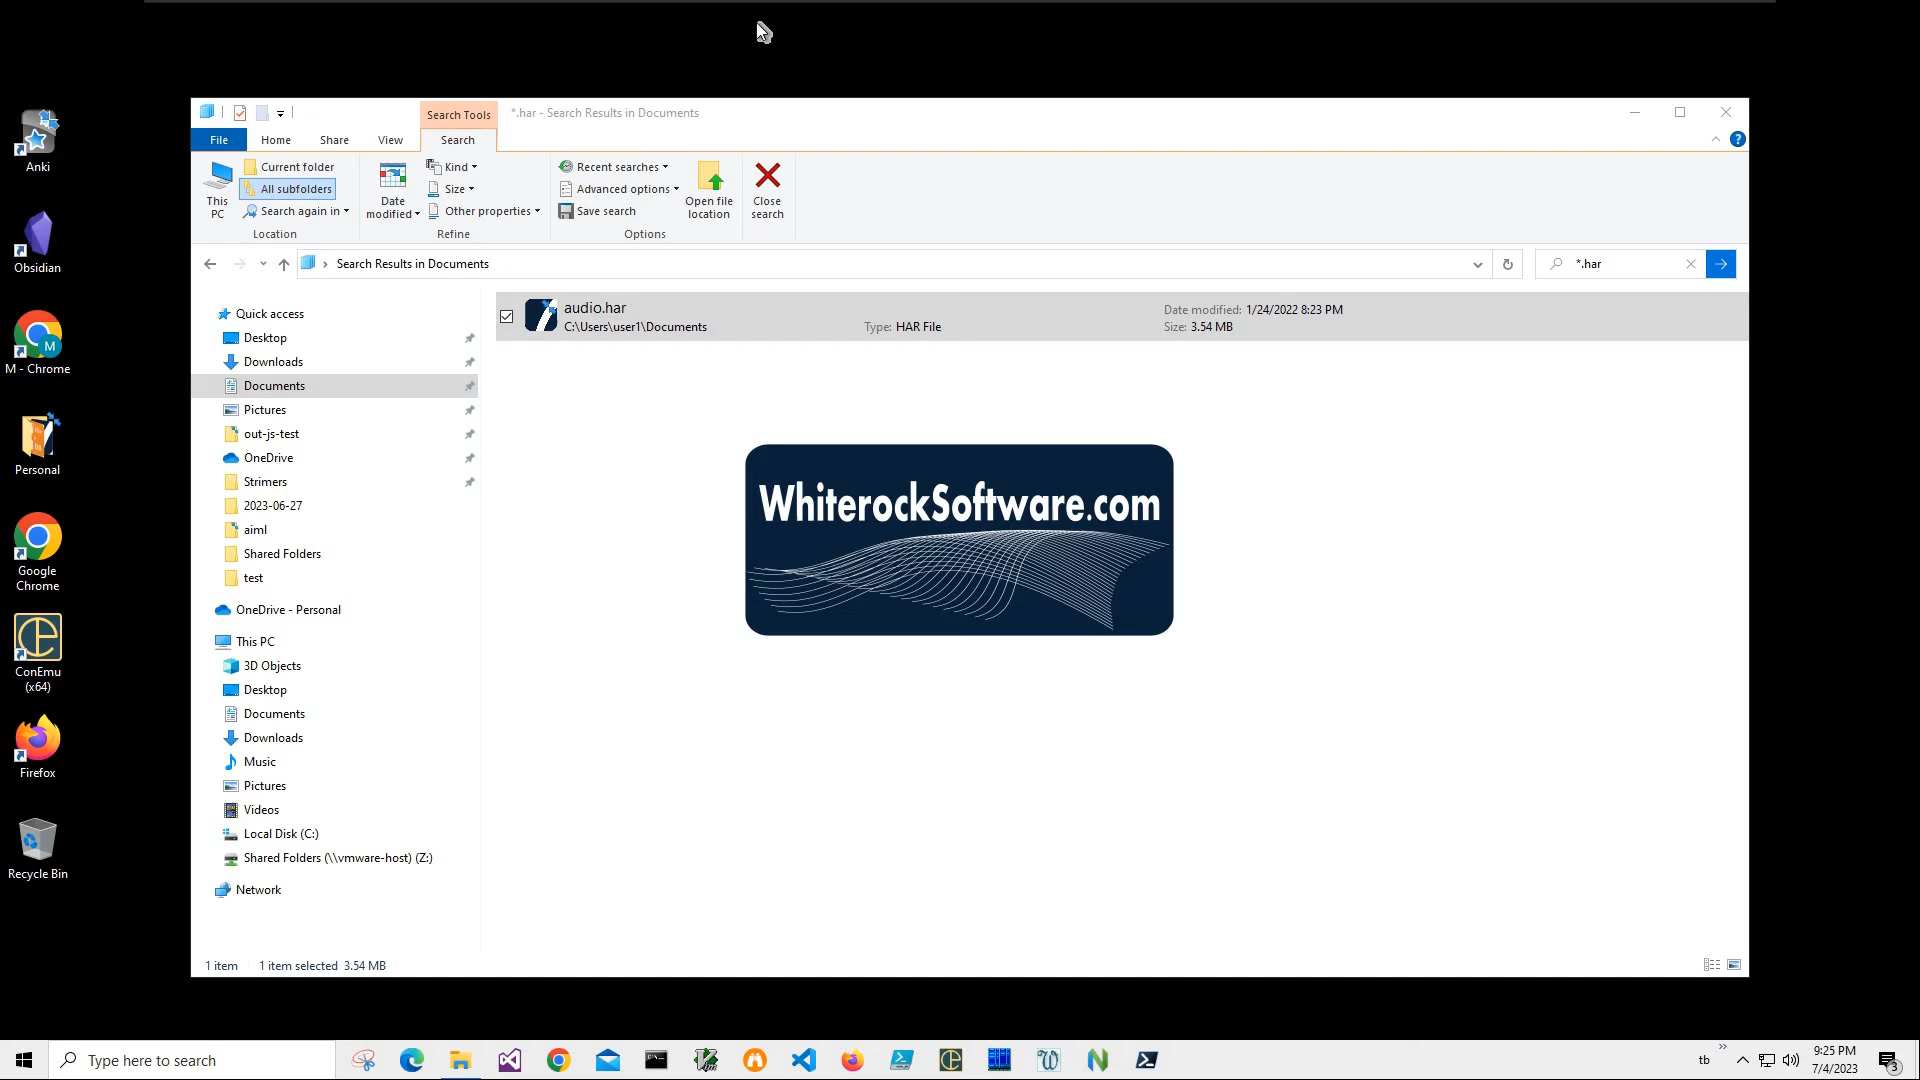 Anki
Obsidian
M - Chrome
Personal
Google
Chrome
ConEmu
(x64)
Firefox
Recycle Bin
Search Tools
*.har - Search Results in Documents
File
Home
Share
View
Search
This
PC
Current folder
All subfolders
Search again in
Location
Date
modified
Kind
Size
Other properties
Refine
Recent searches
Advanced options
Save search
Options
Open file
location
Close
search
Search Results in Documents
*.har
Quick access
Desktop
Downloads
Documents
Pictures
out-js-test
OneDrive
Strimers
2023-06-27
aiml
Shared Folders
test
OneDrive - Personal
This PC
3D Objects
Desktop
Documents
Downloads
Music
Pictures
Videos
Local Disk (C:)
Shared Folders (\\vmware-host) (Z:)
Network
audio.har
C:\Users\user1\Documents
Type: HAR File
Date modified: 1/24/2022 8:23 PM
Size: 3.54 MB
WhiterockSoftware.com
1 item
1 item selected 3.54 MB
Type here to search
tb
9:25 PM
7/4/2023
3